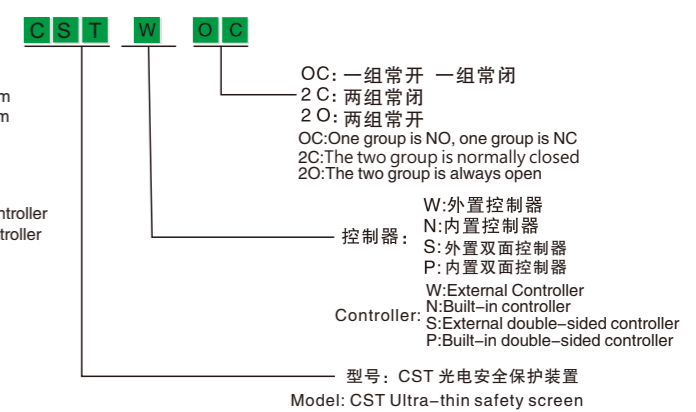 CST W OC
OC: 一组常开 一组常闭
2 C: 两组常闭
2 O: 两组常开
OC:One group is NO, one group is NC
2C:The two group is normally closed
2O:The two group is always open
W:外置控制器
N:内置控制器
控制器：
S: 外置双面控制器
P: 内置双面控制器
W:External Controller
N:Built–in controller
Controller:
S:External double–sided controller
P:Built–in double–sided controller
型号：CST 光电安全保护装置
Model: CST Ultra–thin safety screen